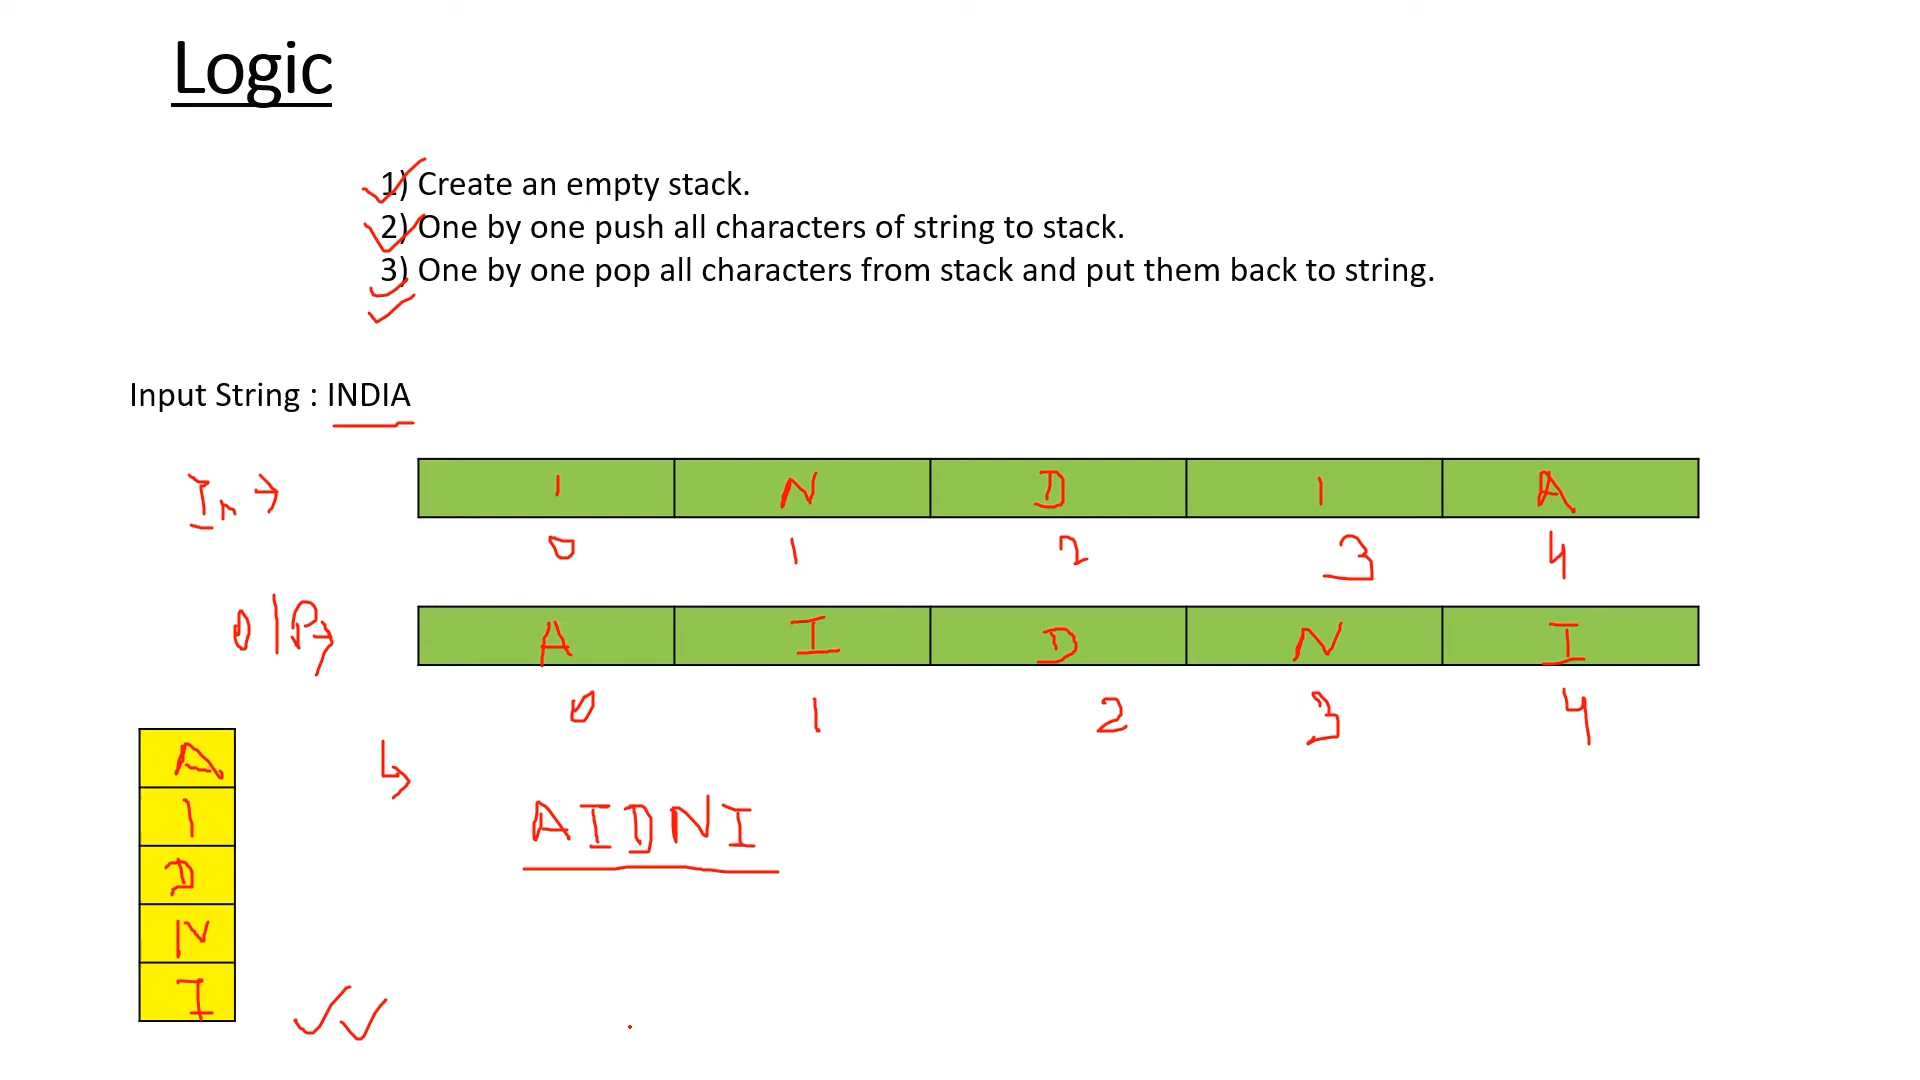 Logic
1) Create an empty stack.
2) One by one push all characters of string to stack.
3) One by one pop all characters from stack and put them back to string.
Input String : INDIA
In → I N D I A
0 1 2 3 4
O|P → A I D N I
0 1 2 3 4
A
I
D
N
I
AIDNI